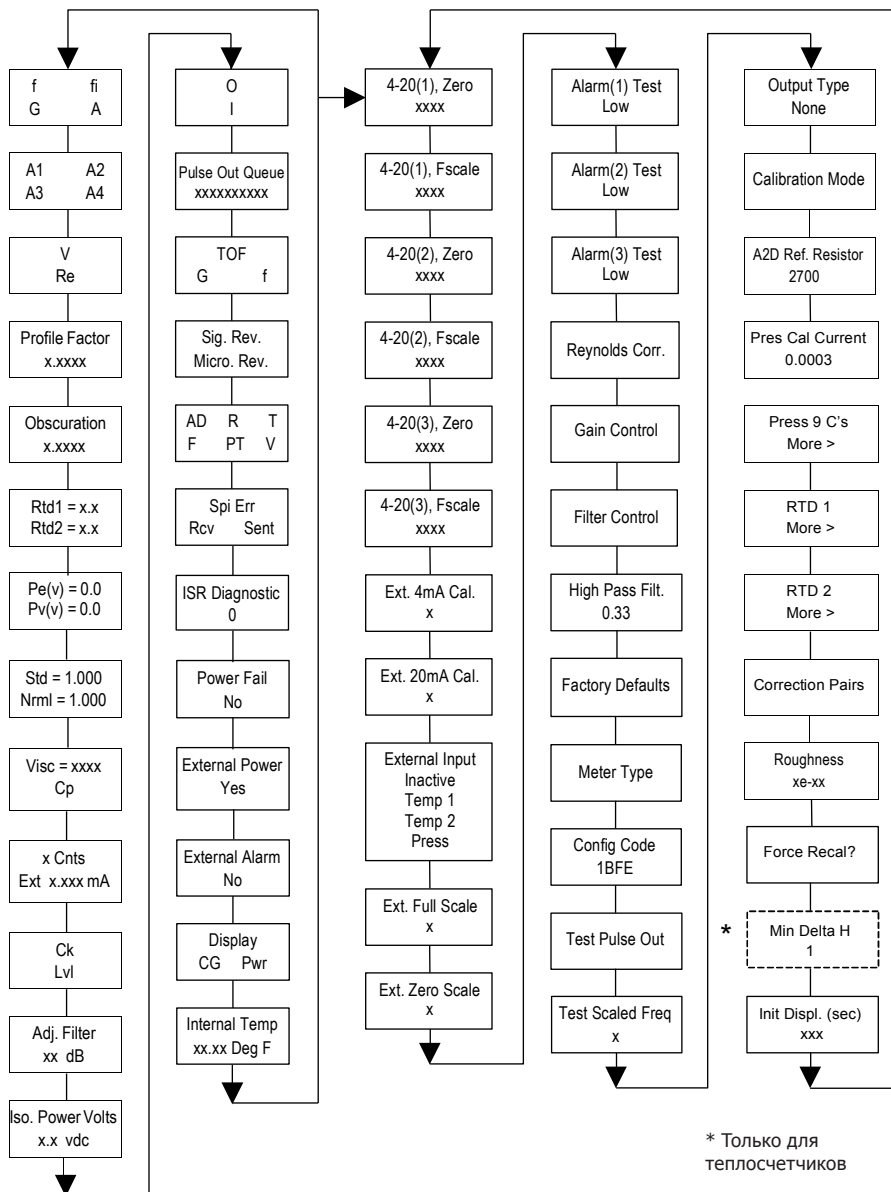 f fi
G A
A1 A2
A3 A4
V
Re
Profile Factor
x.xxxx
Obscuration
x.xxxx
Rtd1 = x.x
Rtd2 = x.x
Pe(v) = 0.0
Pv(v) = 0.0
Std = 1.000
Nrml = 1.000
Visc = xxxx
Cp
x Cnts
Ext x.xxx mA
Ck
Lvl
Adj. Filter
xx dB
Iso. Power Volts
x.x vdc
O
I
Pulse Out Queue
xxxxxxxxxx
TOF
G f
Sig. Rev.
Micro. Rev.
AD R T
F PT V
Spi Err
Rcv Sent
ISR Diagnostic
0
Power Fail
No
External Power
Yes
External Alarm
No
Display
CG Pwr
Internal Temp
xx.xx Deg F
4-20(1), Zero
xxxx
4-20(1), Fscale
xxxx
4-20(2), Zero
xxxx
4-20(2), Fscale
xxxx
4-20(3), Zero
xxxx
4-20(3), Fscale
xxxx
Ext. 4mA Cal.
x
Ext. 20mA Cal.
x
External Input
Inactive
Temp 1
Temp 2
Press
Ext. Full Scale
x
Ext. Zero Scale
x
Alarm(1) Test
Low
Alarm(2) Test
Low
Alarm(3) Test
Low
Reynolds Corr.
Gain Control
Filter Control
High Pass Filt.
0.33
Factory Defaults
Meter Type
Config Code
1BFE
Test Pulse Out
Test Scaled Freq
x
Output Type
None
Calibration Mode
A2D Ref. Resistor
2700
Pres Cal Current
0.0003
Press 9 C's
More >
RTD 1
More >
RTD 2
More >
Correction Pairs
Roughness
xe-xx
Force Recal?
* Min Delta H
1
Init Displ. (sec)
xxx
* Только для
теплосчетчиков